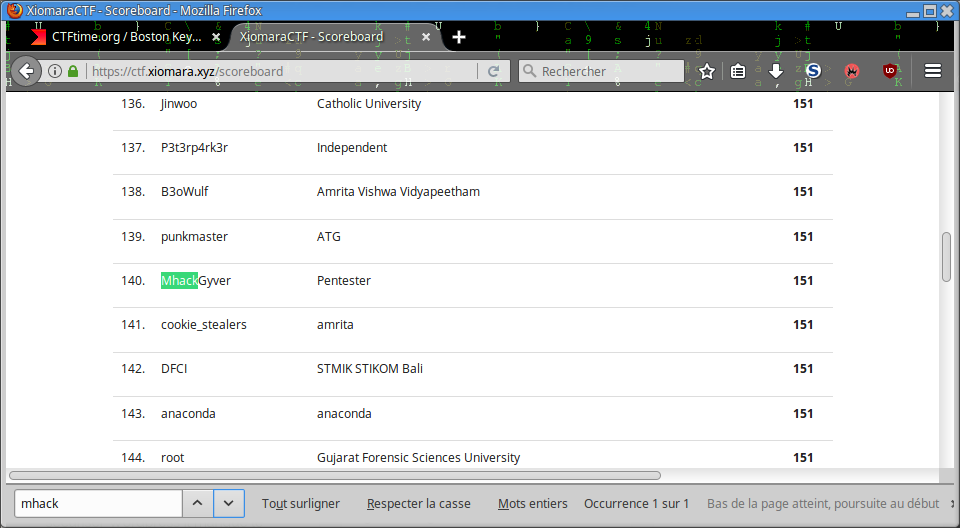 XiomaraCTF - Scoreboard - Mozilla Firefox
CTFtime.org / Boston Key...
XiomaraCTF - Scoreboard
https://ctf.xiomara.xyz/scoreboard
Rechercher
136. Jinwoo Catholic University 151
137. P3t3rp4rk3r Independent 151
138. B3oWulf Amrita Vishwa Vidyapeetham 151
139. punkmaster ATG 151
140. MhackGyver Pentester 151
141. cookie_stealers amrita 151
142. DFCI STMIK STIKOM Bali 151
143. anaconda anaconda 151
144. root Gujarat Forensic Sciences University 151
mhack Tout surligner Respecter la casse Mots entiers Occurrence 1 sur 1 Bas de la page atteint, poursuite au début